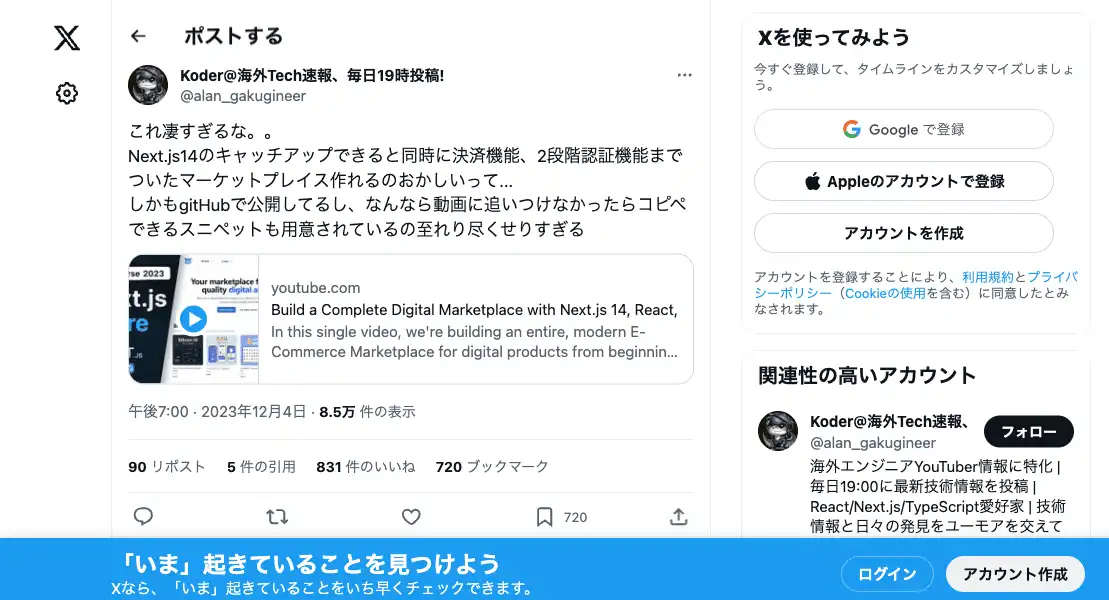 ポストする
Koder@海外Tech速報、毎日19時投稿!
@alan_gakugineer
これ凄すぎるな。。
Next.js14のキャッチアップできると同時に決済機能、2段階認証機能まで
ついたマーケットプレイス作れるのおかしいって...
しかもgitHubで公開してるし、なんなら動画に追いつけなかったらコピペ
できるスニペットも用意されているの至れり尽くせりすぎる
rse 2023
xt.js
re
T.JS
Your marketplace f
quality digital a
youtube.com
Build a Complete Digital Marketplace with Next.js 14, React,
In this single video, we're building an entire, modern E-
Commerce Marketplace for digital products from beginnin...
午後7:00 · 2023年12月4日 · 8.5万 件の表示
90 リポスト 5 件の引用 831 件のいいね 720 ブックマーク
720
Xを使ってみよう
今すぐ登録して、タイムラインをカスタマイズしましょ
う。
Google で登録
Appleのアカウントで登録
アカウントを作成
アカウントを登録することにより、利用規約とプライバ
シーポリシー（Cookieの使用を含む）に同意したとみ
なされます。
関連性の高いアカウント
Koder@海外Tech速報、
@alan_gakugineer
フォロー
海外エンジニアYouTuber情報に特化 |
毎日19:00に最新技術情報を投稿 |
React/Next.js/TypeScript愛好家 | 技術
情報と日々の発見をユーモアを交えて
「いま」起きていることを見つけよう
Xなら、「いま」起きていることをいち早くチェックできます。
ログイン
アカウント作成